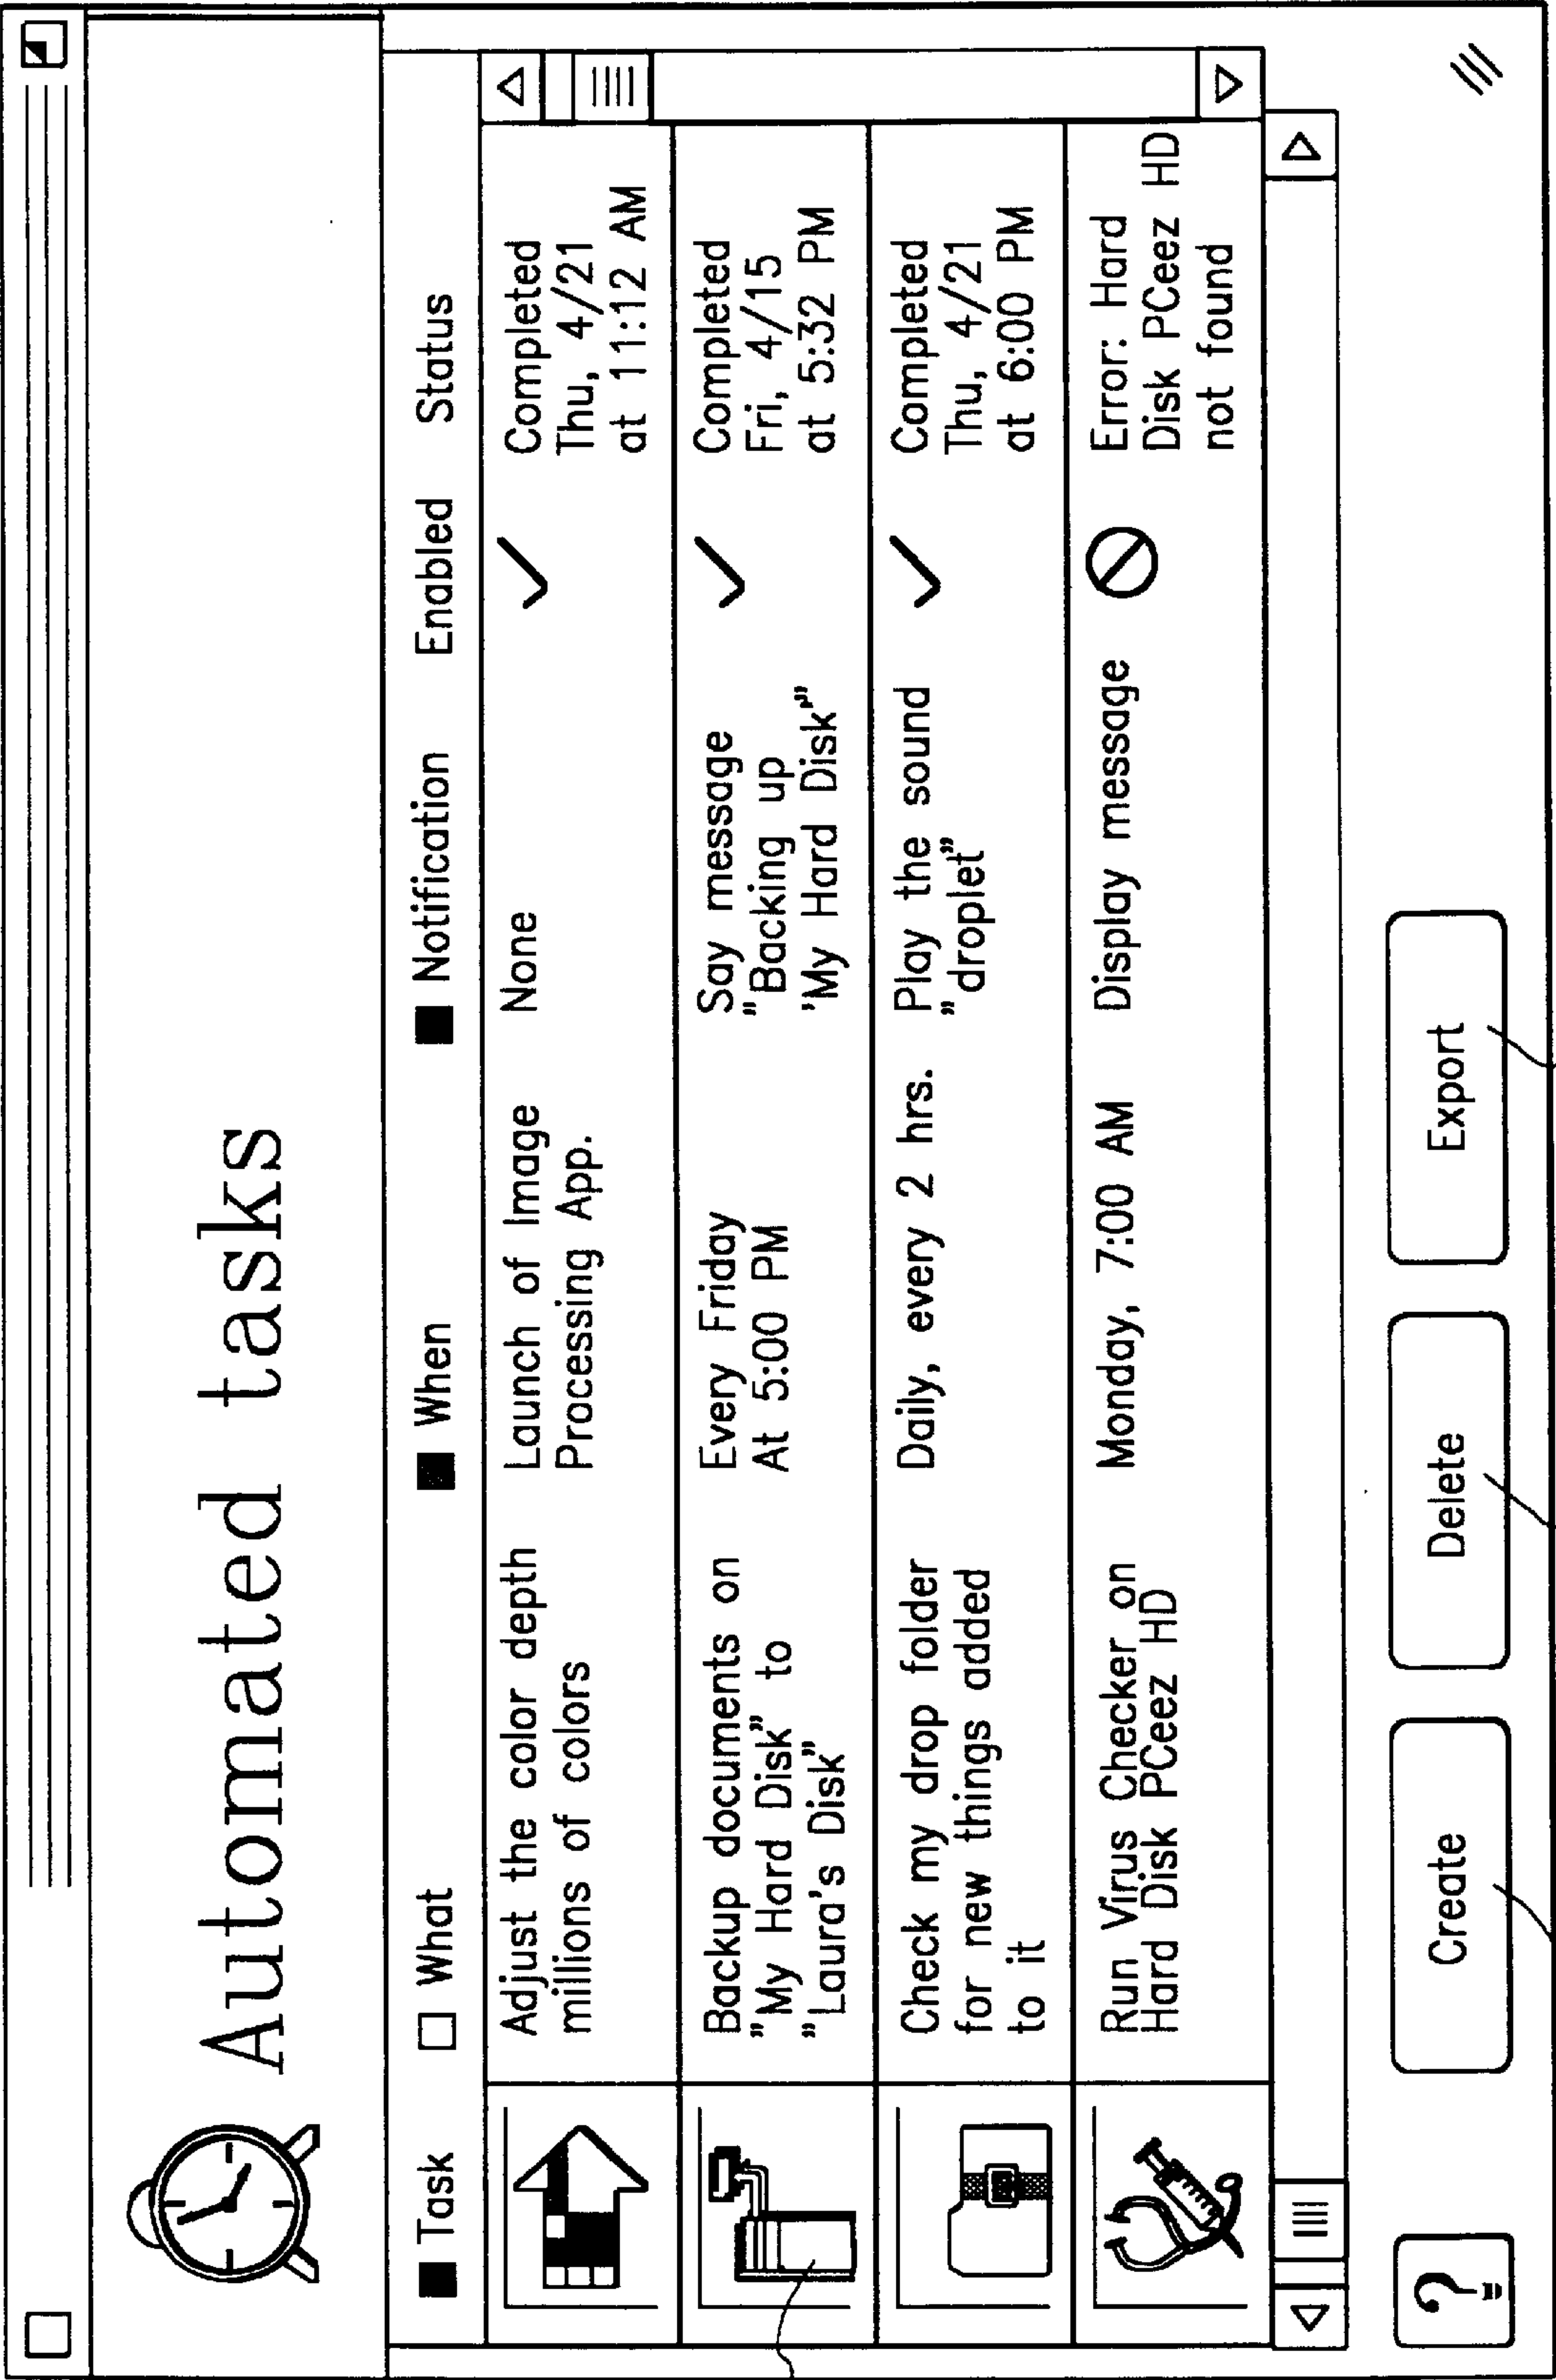 Automated tasks
Task What When Notification Enabled Status
Adjust the color depth
millions of colors
Launch of Image
Processing App.
None
Completed
Thu, 4/21
at 11:12 AM
Backup documents on
"My Hard Disk" to
"Laura's Disk"
Every Friday
At 5:00 PM
Say message
"Backing up
'My Hard Disk'"
Completed
Fri, 4/15
at 5:32 PM
Check my drop folder
for new things added
to it
Daily, every 2 hrs.
Play the sound
"droplet"
Completed
Thu, 4/21
at 6:00 PM
Run Virus Checker on
Hard Disk PCeez HD
Monday, 7:00 AM
Display message
Error: Hard
Disk PCeez HD
not found
? Create Delete Export